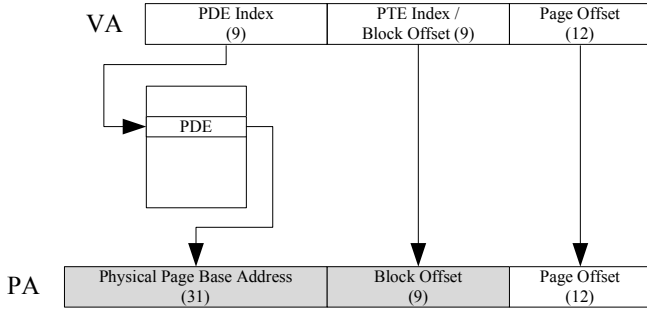 VA
PDE Index
(9)
PTE Index /
Block Offset (9)
Page Offset
(12)
PDE
PA
Physical Page Base Address
(31)
Block Offset
(9)
Page Offset
(12)